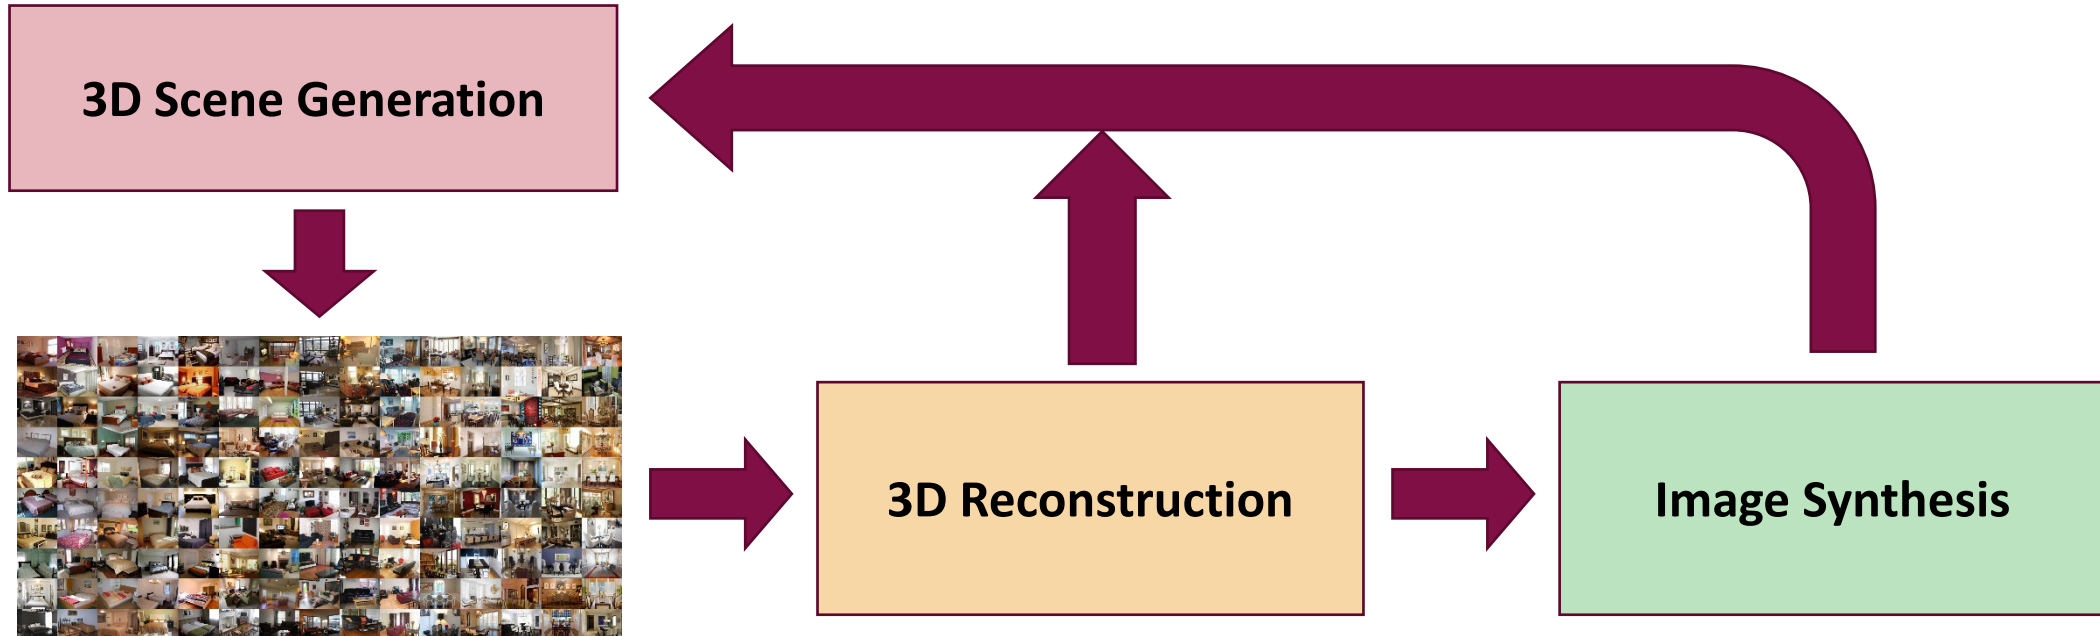 3D Scene Generation
3D Reconstruction
Image Synthesis